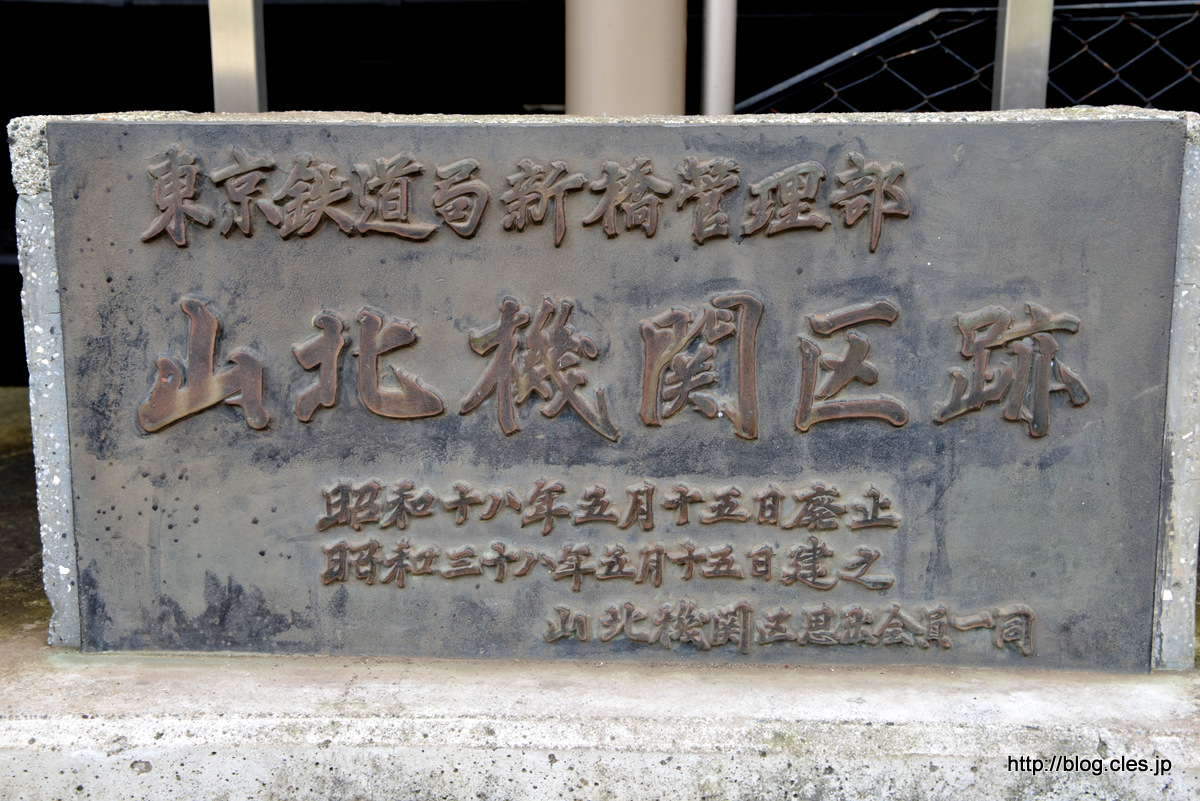 東京鉄道局新橋管理部
山北機関区跡
昭和十八年五月十五日廃止
昭和三十八年五月十五日建之
山北機関区思出会員一同
http://blog.cles.jp